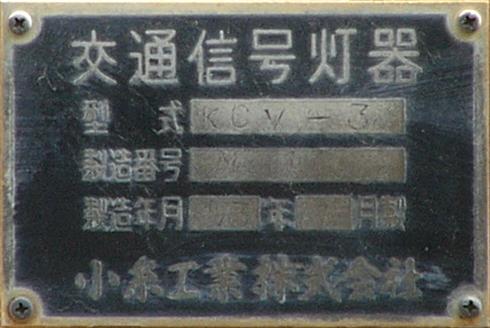 交通信号灯器
型式 KCV-3
製造番号
製造年月 年 月製
小糸工業株式会社